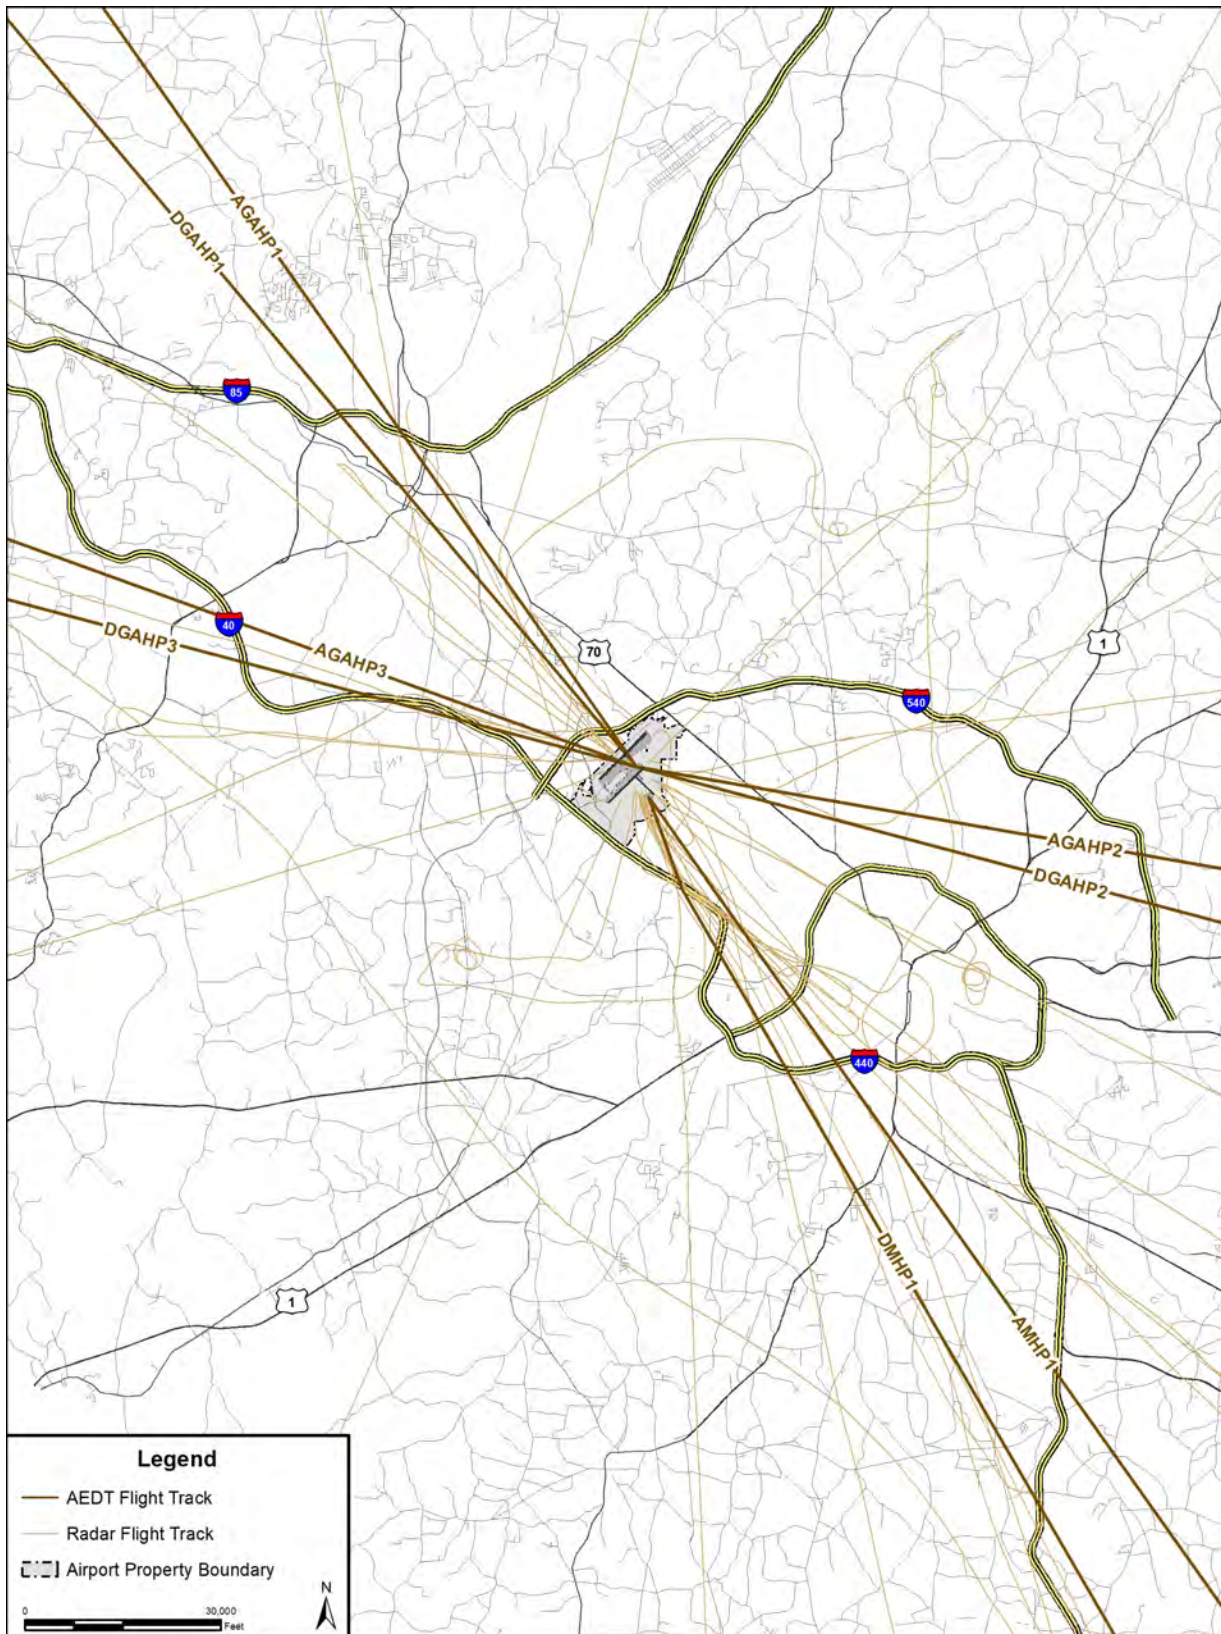 AGAHP1
DGAHP1
85
40
AGAHP3
DGAHP3
70
1
540
AGAHP2
DGAHP2
440
DMHP1
AMHP1
1
Legend
AEDT Flight Track
Radar Flight Track
Airport Property Boundary
N
0 30,000
Feet